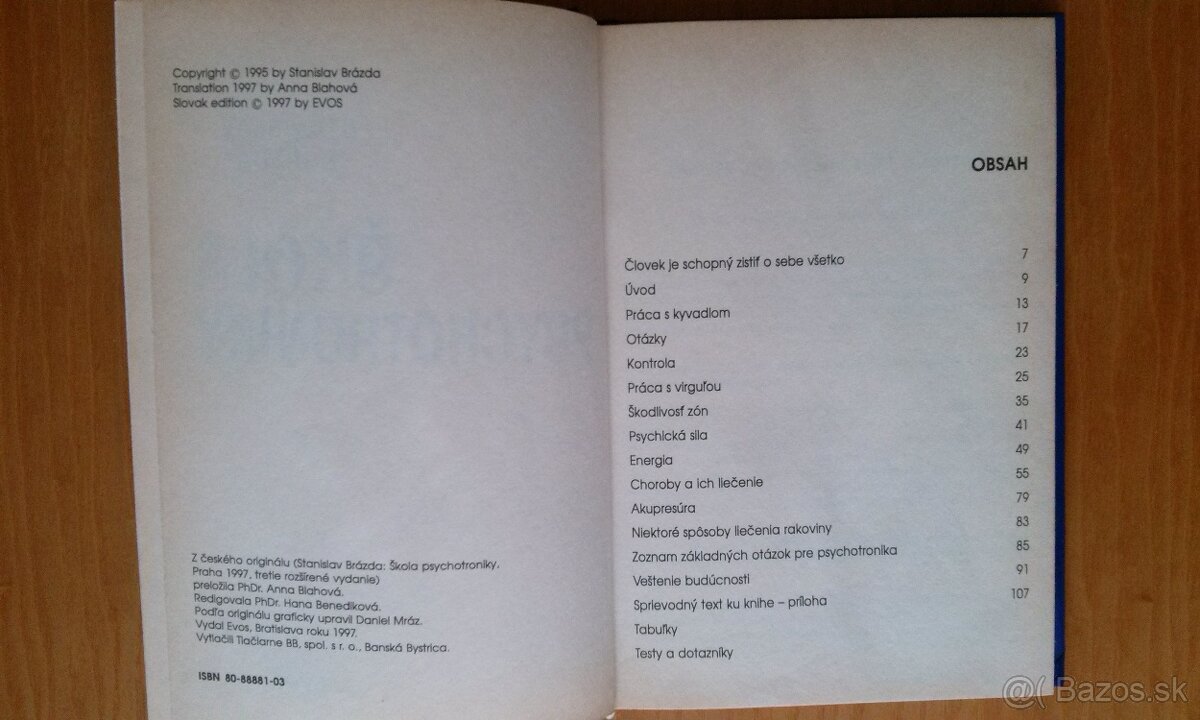 Copyright © 1995 by Stanislav Brázda
Translation 1997 by Anna Blahová
Slovak edition © 1997 by EVOS
Z českého originálu (Stanislav Brázda: Škola psychotroniky,
Praha 1997, tretie rozšírené vydanie)
preložila PhDr. Anna Blahová.
Redigovala PhDr. Hana Benediková.
Podľa originálu graficky upravil Daniel Mráz.
Vydal Evos, Bratislava roku 1997.
Vytlačili Tlačiarne BB, spol. s r. o., Banská Bystrica.
ISBN 80-88881-03
OBSAH
Človek je schopný zistiť o sebe všetko 7
Úvod 9
Práca s kyvadlom 13
Otázky 17
Kontrola 23
Práca s virguľou 25
Škodlivosť zón 35
Psychická sila 41
Energia 49
Choroby a ich liečenie 55
Akupresúra 79
Niektoré spôsoby liečenia rakoviny 83
Zoznam základných otázok pre psychotronika 85
Veštenie budúcnosti 91
Sprievodný text ku knihe – príloha 107
Tabuľky
Testy a dotazníky
@( Bazos.sk